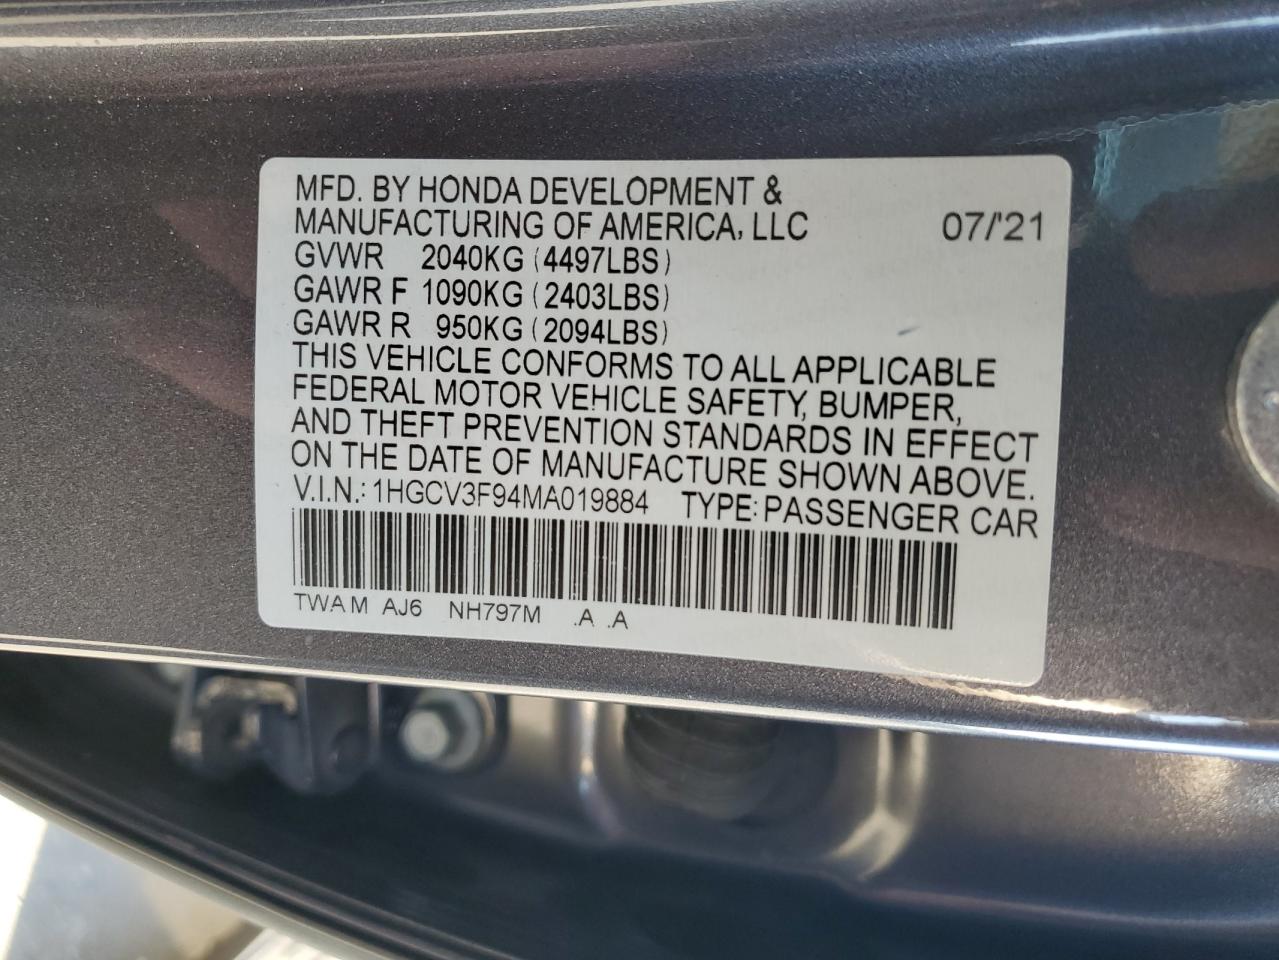 MFD. BY HONDA DEVELOPMENT &
MANUFACTURING OF AMERICA, LLC 07/'21
GVWR 2040KG (4497LBS)
GAWR F 1090KG (2403LBS)
GAWR R 950KG (2094LBS)
THIS VEHICLE CONFORMS TO ALL APPLICABLE
FEDERAL MOTOR VEHICLE SAFETY, BUMPER,
AND THEFT PREVENTION STANDARDS IN EFFECT
ON THE DATE OF MANUFACTURE SHOWN ABOVE.
V.I.N.: 1HGCV3F94MA019884 TYPE: PASSENGER CAR
TWAM AJ6 NH797M .A .A